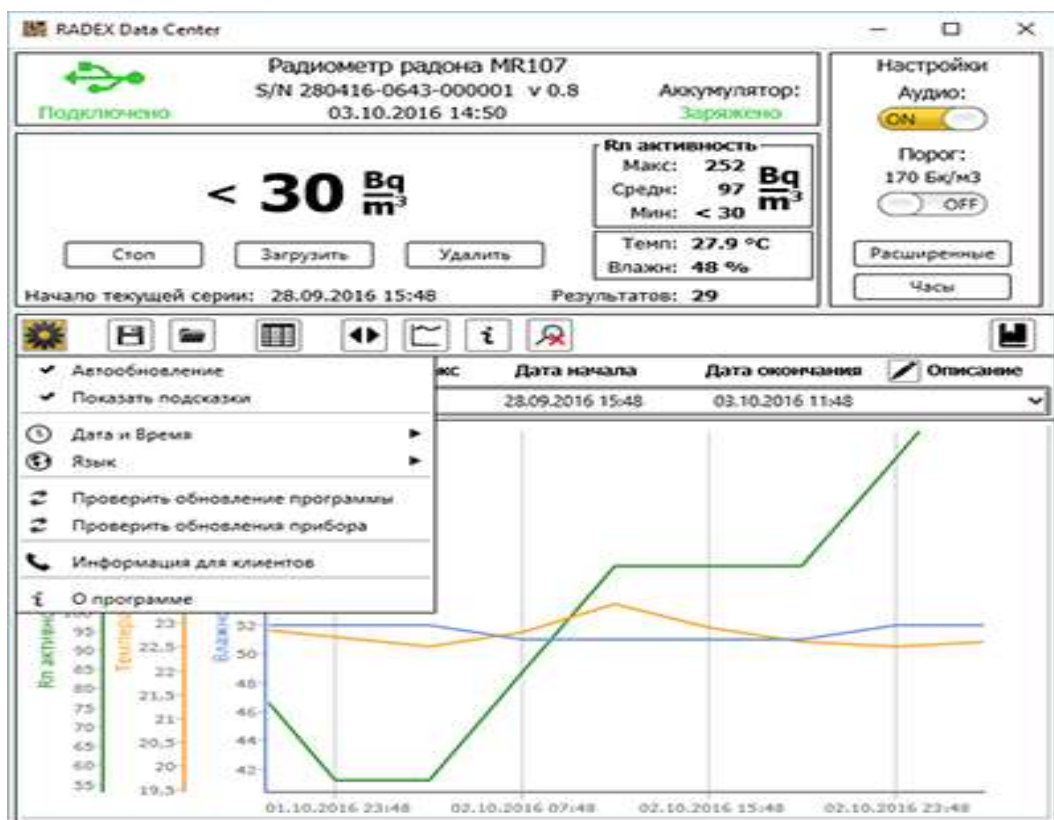 RADEX Data Center
Радиометр радона MR107
S/N 280416-0643-000001 v 0.8
Аккумулятор:
Подключено
03.10.2016 14:50
Заряжено
Настройки
Аудио:
ON
Порог:
170 Бк/м3
OFF
Расширенные
Часы
< 30 Bq/m³
Rn активность
Макс: 252
Средн: 97
Мин: < 30
Bq/m³
Темп: 27.9 °C
Влажн: 48 %
Стоп
Загрузить
Удалить
Начало текущей серии: 28.09.2016 15:48
Результатов: 29
Дата начала
Дата окончания
Описание
28.09.2016 15:48
03.10.2016 11:48
Автообновление
Показать подсказки
Дата и Время
Язык
Проверить обновление программы
Проверить обновления прибора
Информация для клиентов
О программе
100
95
90
85
80
75
70
65
60
55
23
22,5
22
21,5
21
20,5
20
19,5
52
50
48
46
44
42
01.10.2016 23:48
02.10.2016 07:48
02.10.2016 15:48
02.10.2016 23:48